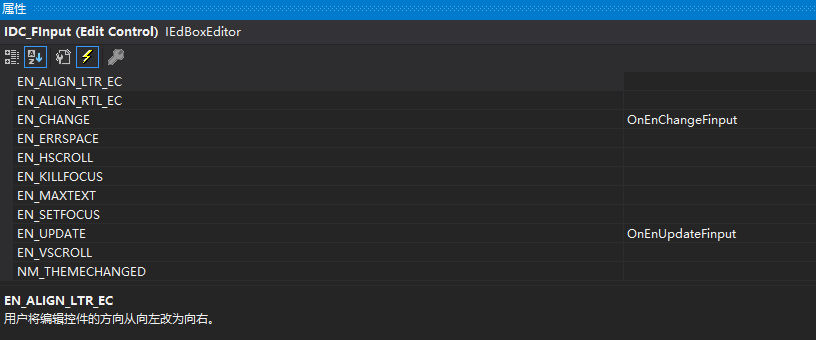 属性
IDC_FInput (Edit Control) IEdBoxEditor
EN_ALIGN_LTR_EC
EN_ALIGN_RTL_EC
EN_CHANGE OnEnChangeFinput
EN_ERRSPACE
EN_HSCROLL
EN_KILLFOCUS
EN_MAXTEXT
EN_SETFOCUS
EN_UPDATE OnEnUpdateFinput
EN_VSCROLL
NM_THEMECHANGED
EN_ALIGN_LTR_EC
用户将编辑控件的方向从向左改为向右。